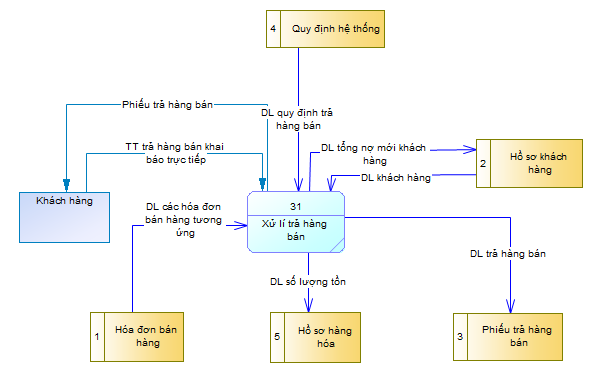 4
Quy định hệ thống
Phiếu trả hàng bán
DL quy định trả
hàng bán
TT trả hàng bán khai
báo trực tiếp
DL tổng nợ mới khách
hàng
2
Hồ sơ khách
hàng
DL khách hàng
Khách hàng
31
Xử lí trả hàng
bán
DL các hóa đơn
bán hàng tương
ứng
DL trả hàng bán
DL số lượng tồn
1
Hóa đơn bán
hàng
5
Hồ sơ hàng
hóa
3
Phiếu trả hàng
bán